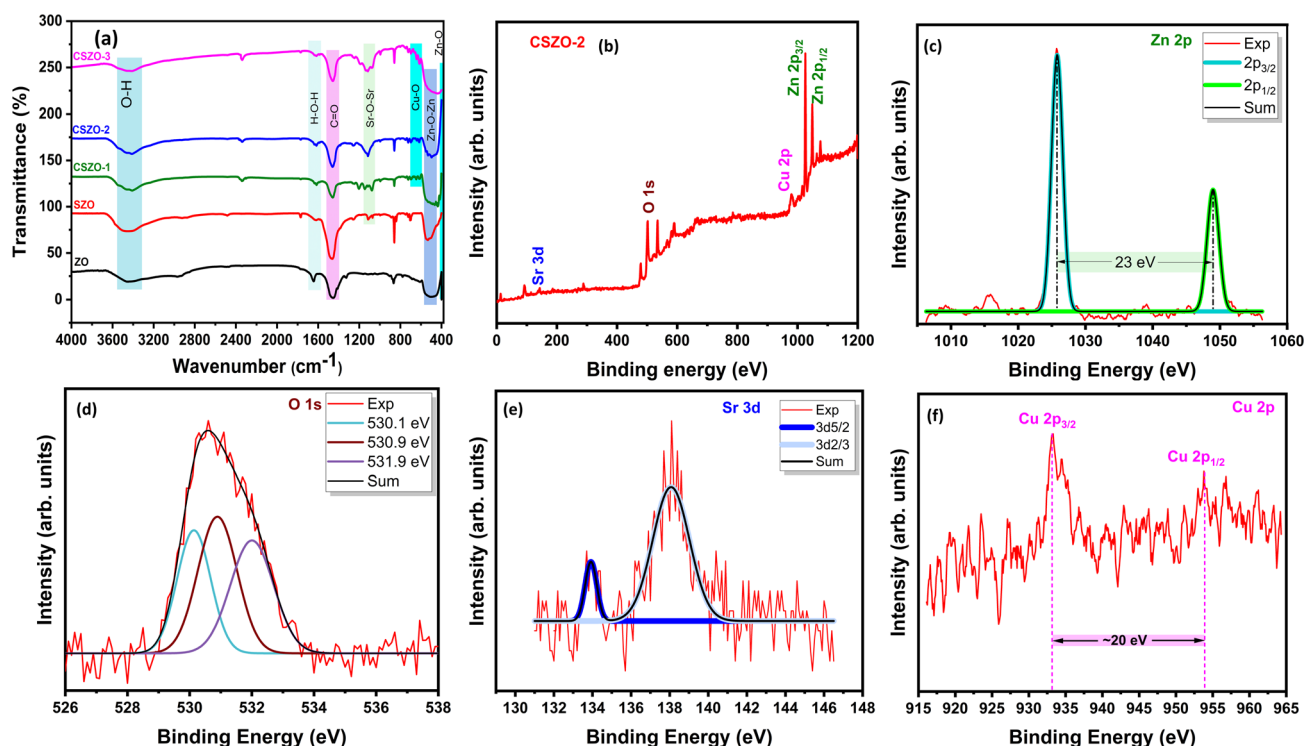 (a)
300
250
200
150
100
50
0
Transmittance (%)
CSZO-3
CSZO-2
CSZO-1
SZO
ZO
O-H
H-O-H
C=O
Sr-O-Sr
Cu-O
Zn-O-Zn
Zn-O
4000 3600 3200 2800 2400 2000 1600 1200 800 400
Wavenumber (cm-1)
(b)
CSZO-2
Intensity (arb. units)
Sr 3d
O 1s
Cu 2p
Zn 2p3/2
Zn 2p1/2
0 200 400 600 800 1000 1200
Binding energy (eV)
(c)
Zn 2p
Exp
2p3/2
2p1/2
Sum
23 eV
Intensity (arb. units)
1010 1020 1030 1040 1050 1060
Binding Energy (eV)
(d)
O 1s
Exp
530.1 eV
530.9 eV
531.9 eV
Sum
Intensity (arb. units)
526 528 530 532 534 536 538
Binding Energy (eV)
(e)
Sr 3d
Exp
3d5/2
3d2/3
Sum
Intensity (arb. units)
130 132 134 136 138 140 142 144 146 148
Binding Energy (eV)
(f)
Cu 2p
Cu 2p3/2
Cu 2p1/2
~20 eV
Intensity (arb. units)
915 920 925 930 935 940 945 950 955 960 965
Binding Energy (eV)